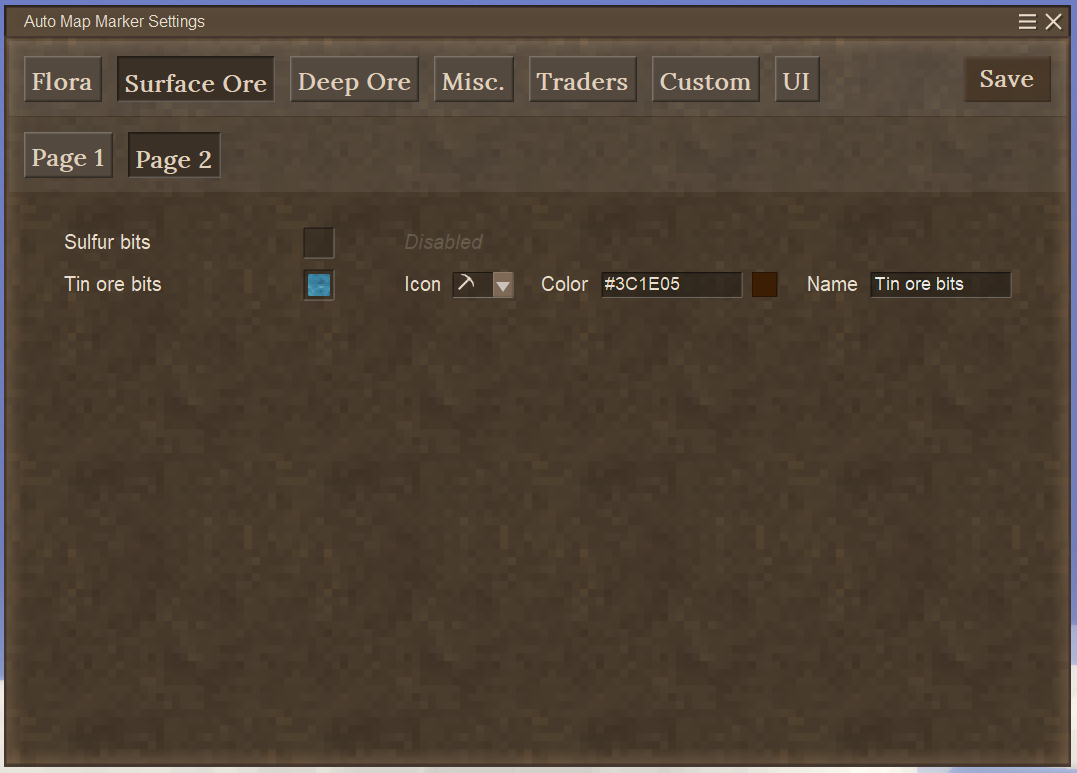 Auto Map Marker Settings
Flora Surface Ore Deep Ore Misc. Traders Custom UI Save
Page 1 Page 2
Sulfur bits Disabled
Tin ore bits Icon Color #3C1E05 Name Tin ore bits